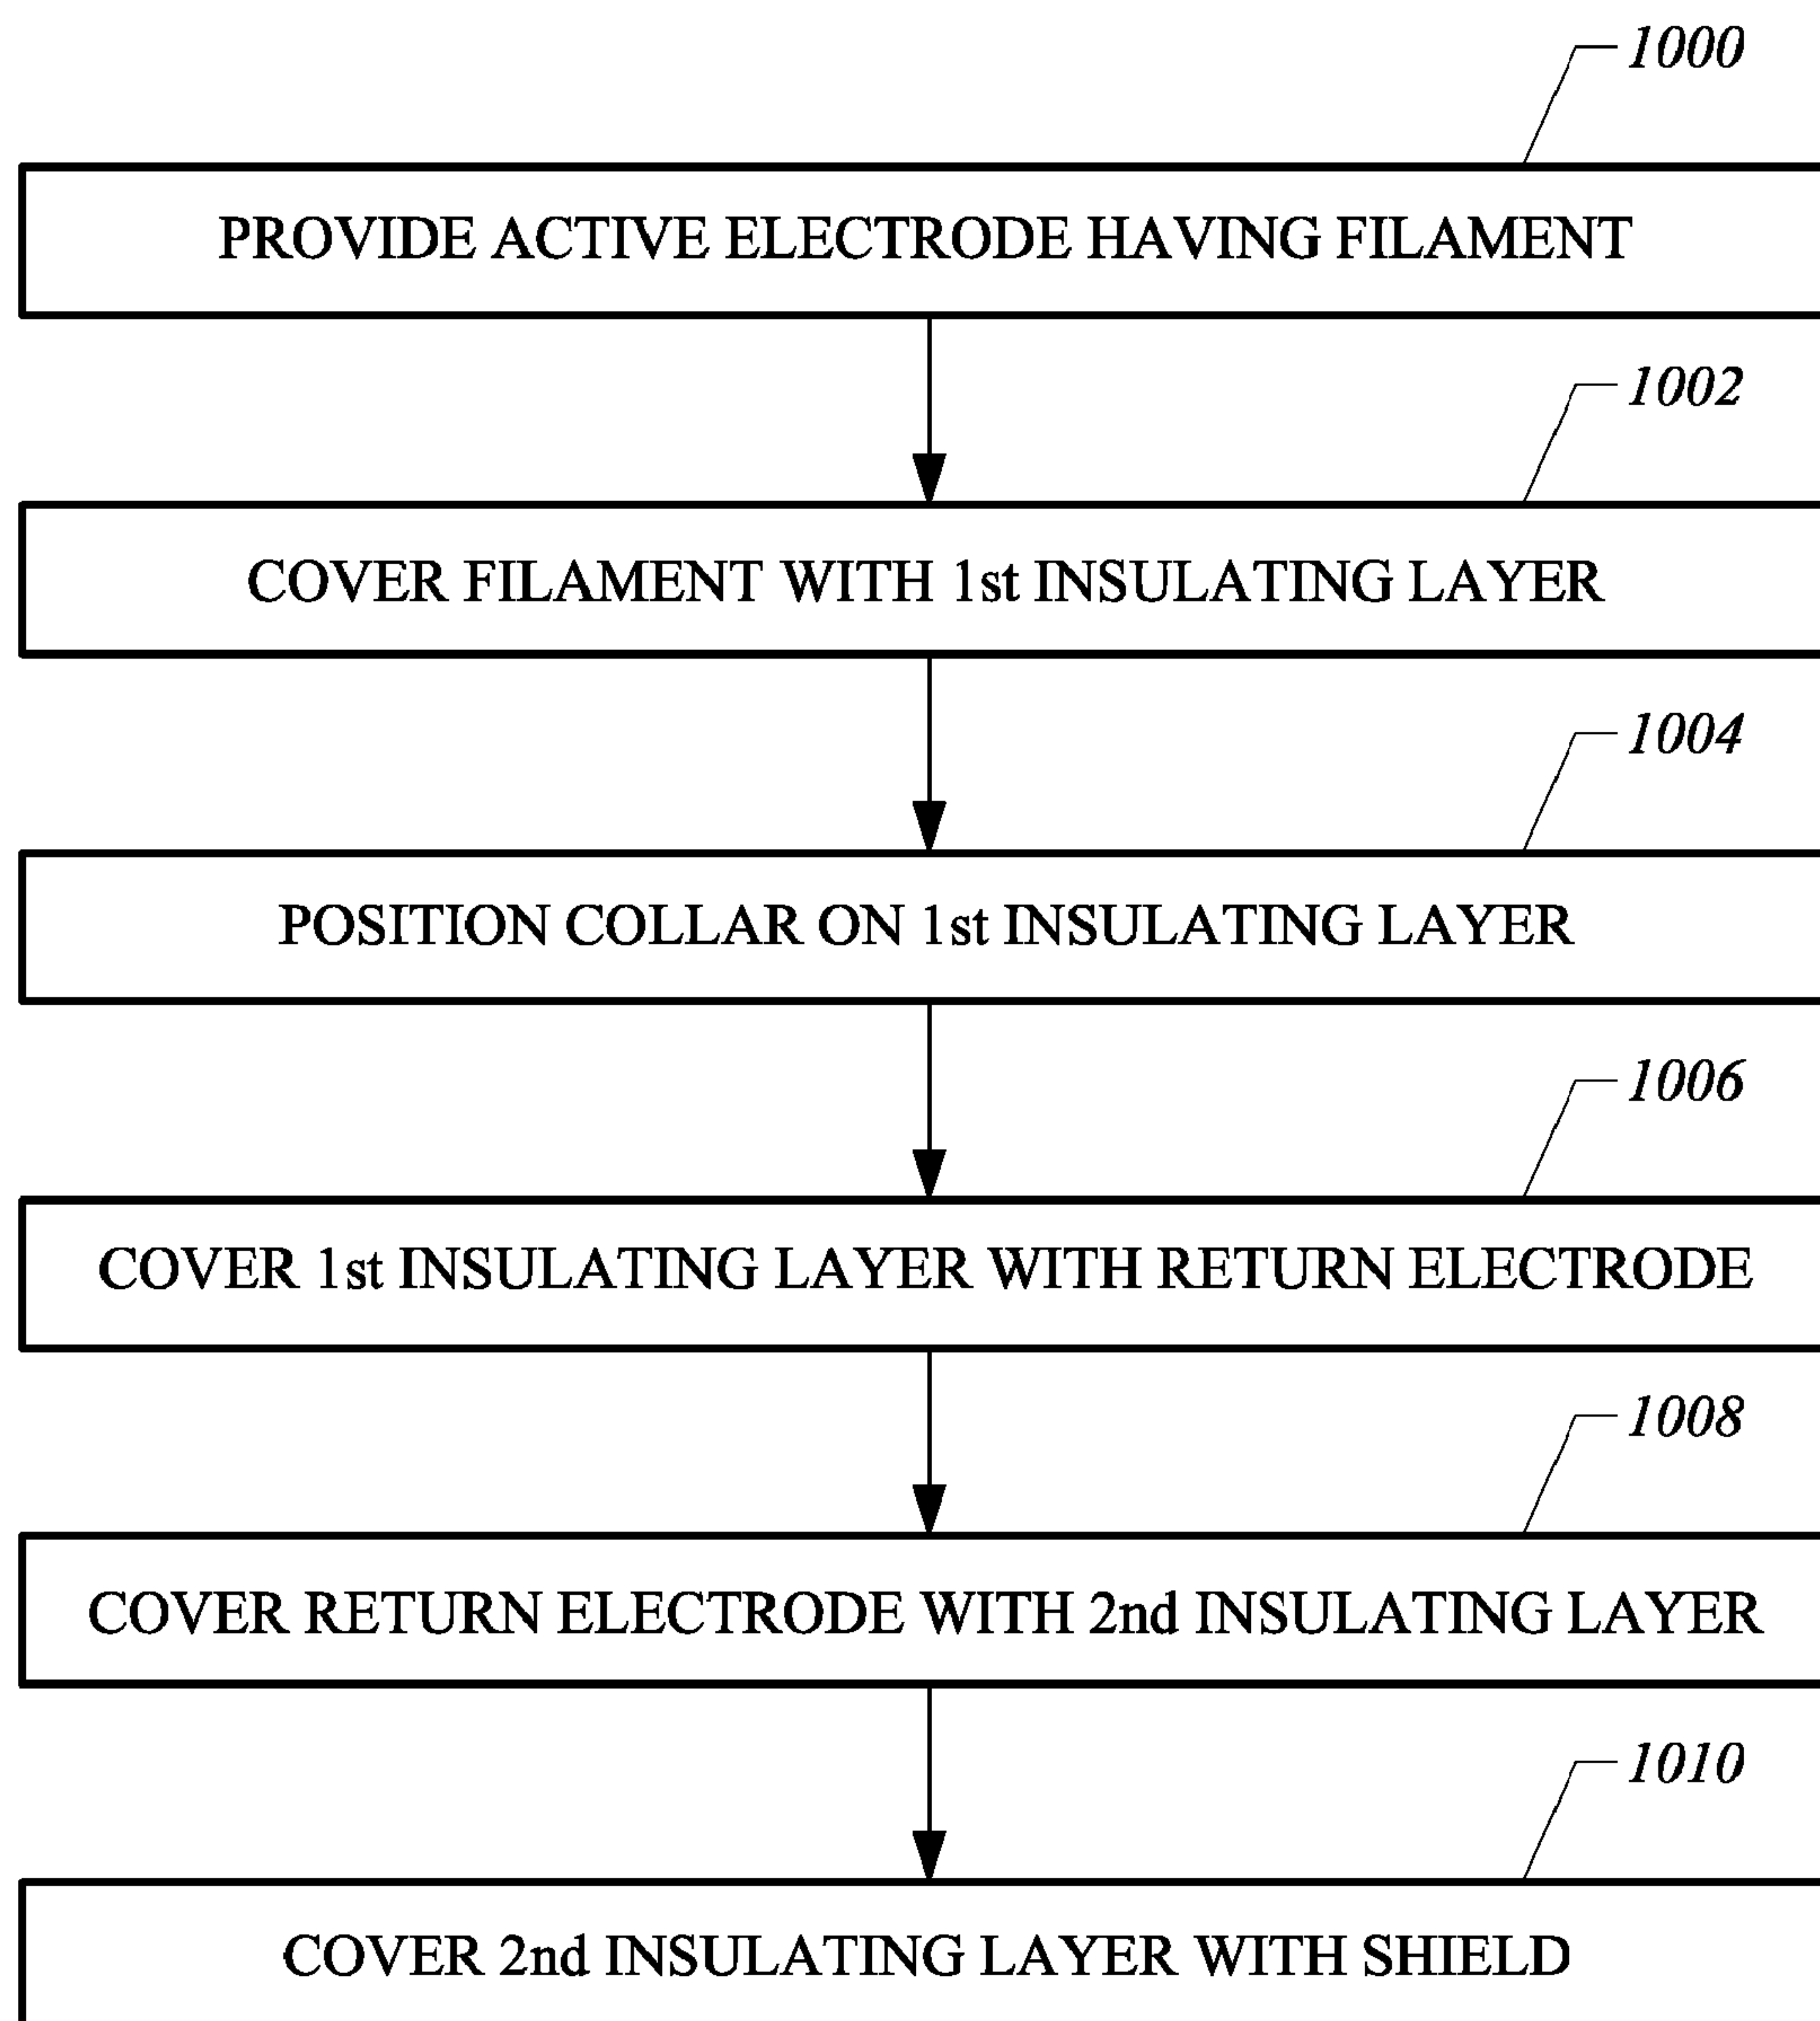 1000
PROVIDE ACTIVE ELECTRODE HAVING FILAMENT
1002
COVER FILAMENT WITH 1st INSULATING LAYER
1004
POSITION COLLAR ON 1st INSULATING LAYER
1006
COVER 1st INSULATING LAYER WITH RETURN ELECTRODE
1008
COVER RETURN ELECTRODE WITH 2nd INSULATING LAYER
1010
COVER 2nd INSULATING LAYER WITH SHIELD